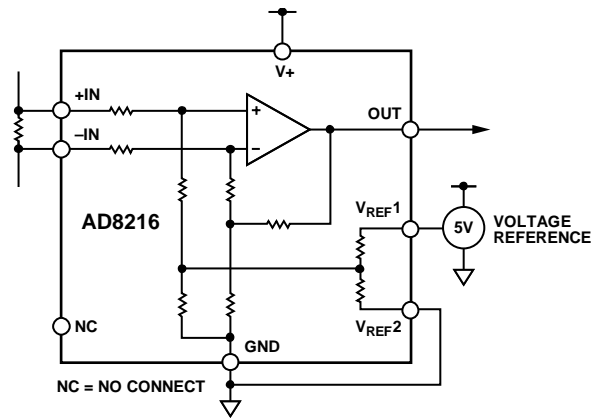 V+
+IN
–IN
+
–
OUT
AD8216
VREF1
5V
VOLTAGE
REFERENCE
VREF2
NC
GND
NC = NO CONNECT